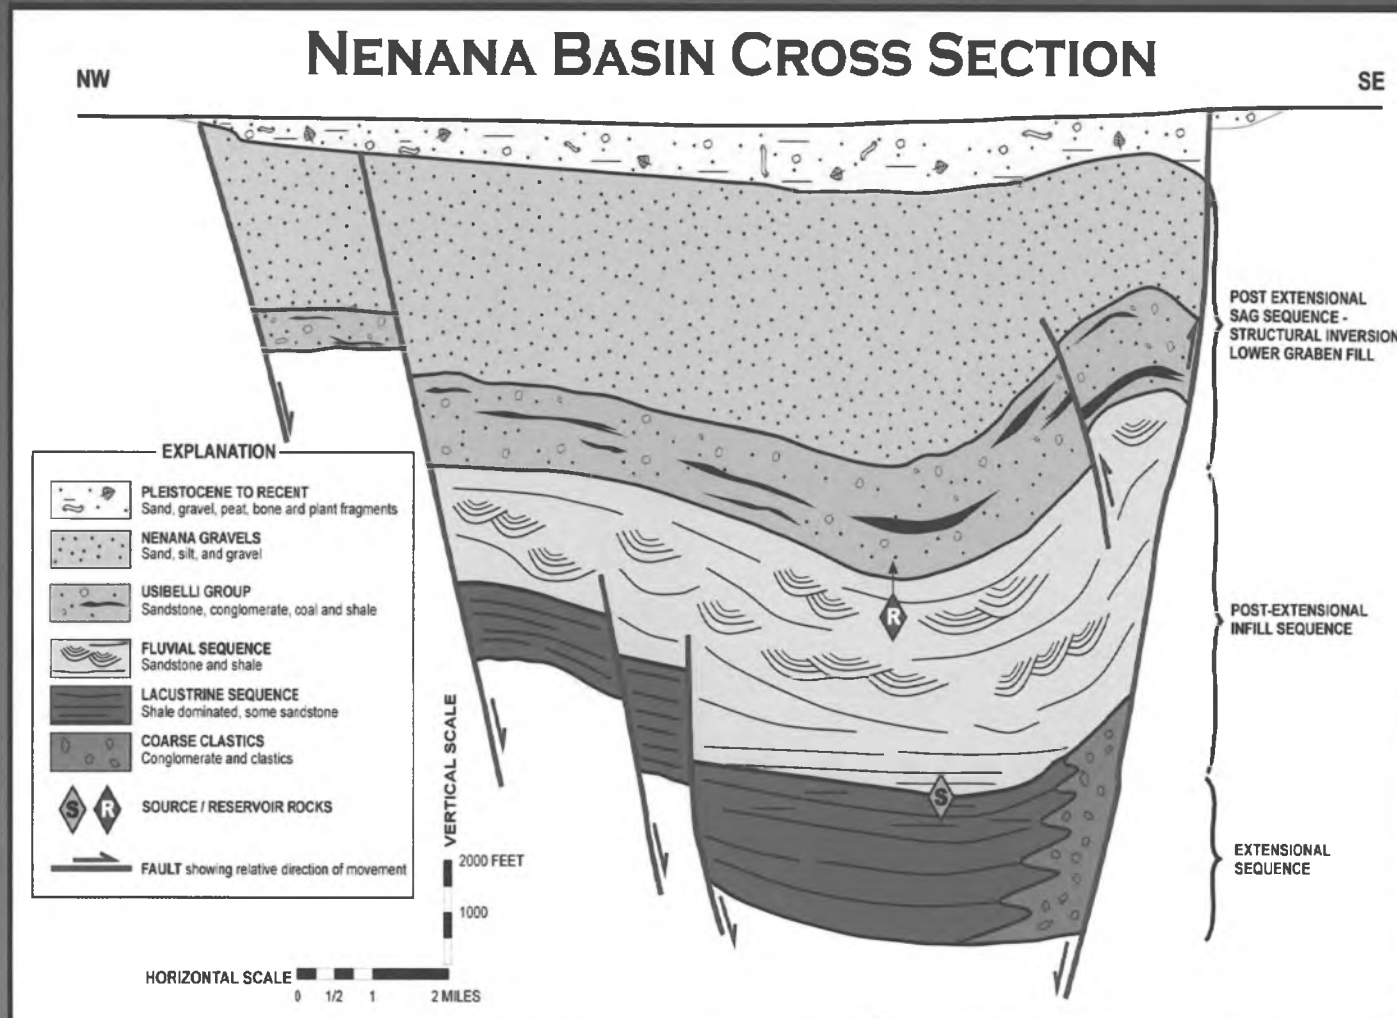 NENANA BASIN CROSS SECTION
NW
SE
POST EXTENSIONAL
SAG SEQUENCE -
STRUCTURAL INVERSION
LOWER GRABEN FILL
POST-EXTENSIONAL
INFILL SEQUENCE
EXTENSIONAL
SEQUENCE
R
S
EXPLANATION
PLEISTOCENE TO RECENT
Sand, gravel, peat, bone and plant fragments
NENANA GRAVELS
Sand, silt, and gravel
USIBELLI GROUP
Sandstone, conglomerate, coal and shale
FLUVIAL SEQUENCE
Sandstone and shale
LACUSTRINE SEQUENCE
Shale dominated, some sandstone
COARSE CLASTICS
Conglomerate and clastics
S R SOURCE / RESERVOIR ROCKS
FAULT showing relative direction of movement
VERTICAL SCALE
2000 FEET
1000
HORIZONTAL SCALE
0 1/2 1 2 MILES